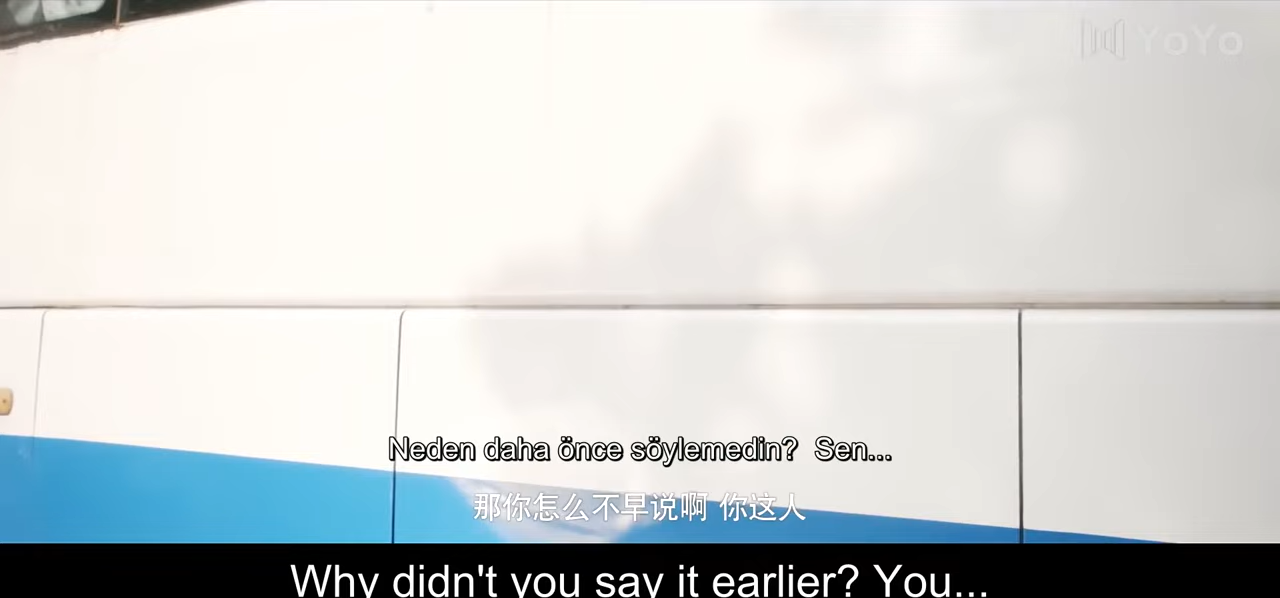 YoYo
Neden daha önce söylemedin? Sen...
那你怎么不早说啊 你这人
Why didn't you say it earlier? You...